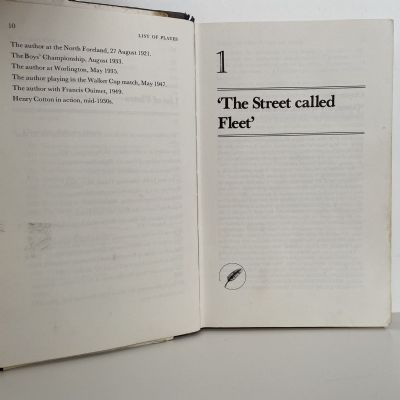 10
LIST OF PLATES
The author at the North Foreland, 27 August 1921.
The Boys' Championship, August 1933.
The author at Worlington, May 1935.
The author playing in the Walker Cup match, May 1947.
The author with Francis Ouimet, 1949.
Henry Cotton in action, mid-1930s.
1
'The Street called
Fleet'